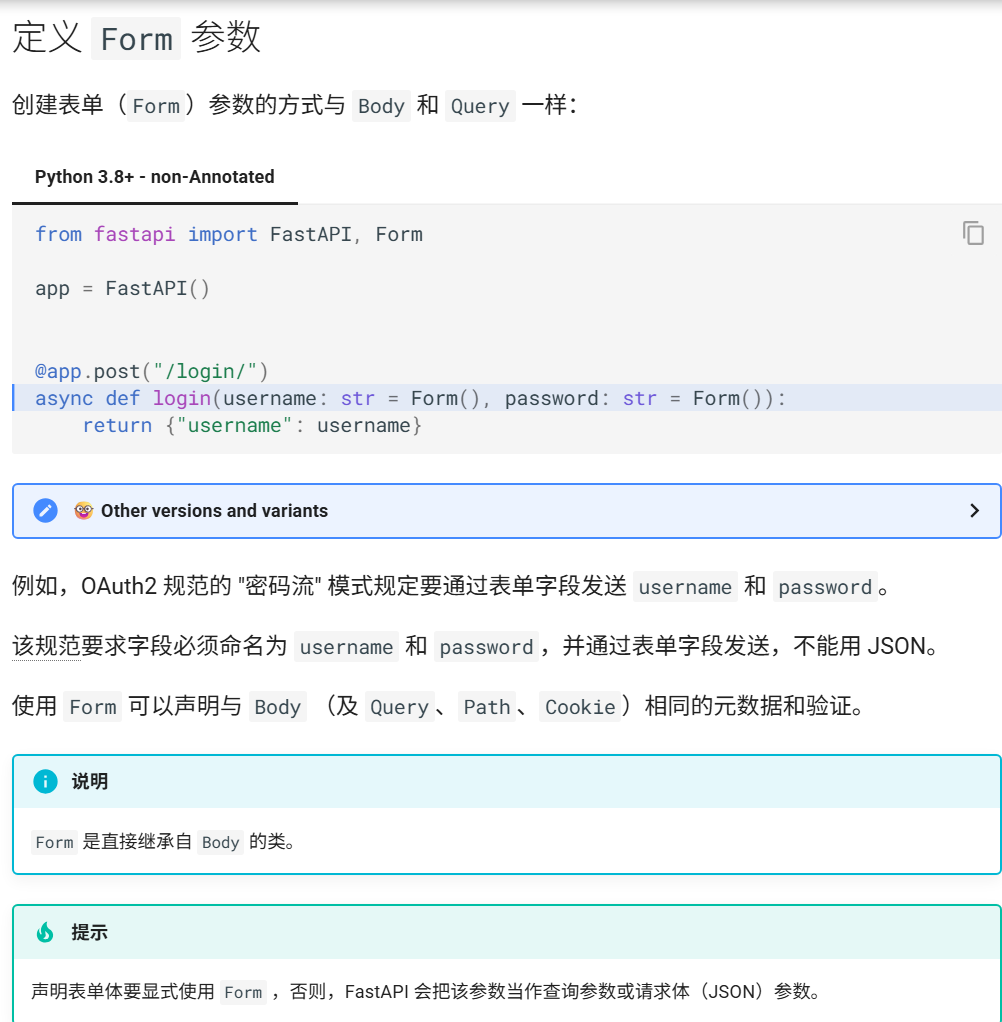 定义 Form 参数
创建表单（Form）参数的方式与 Body 和 Query 一样：
Python 3.8+ - non-Annotated
from fastapi import FastAPI, Form
app = FastAPI()
@app.post("/login/")
async def login(username: str = Form(), password: str = Form()):
    return {"username": username}
🤓 Other versions and variants
例如，OAuth2 规范的 "密码流" 模式规定要通过表单字段发送 username 和 password。
该规范要求字段必须命名为 username 和 password，并通过表单字段发送，不能用 JSON。
使用 Form 可以声明与 Body （及 Query、Path、Cookie）相同的元数据和验证。
说明
Form 是直接继承自 Body 的类。
提示
声明表单体要显式使用 Form ，否则，FastAPI 会把该参数当作查询参数或请求体（JSON）参数。